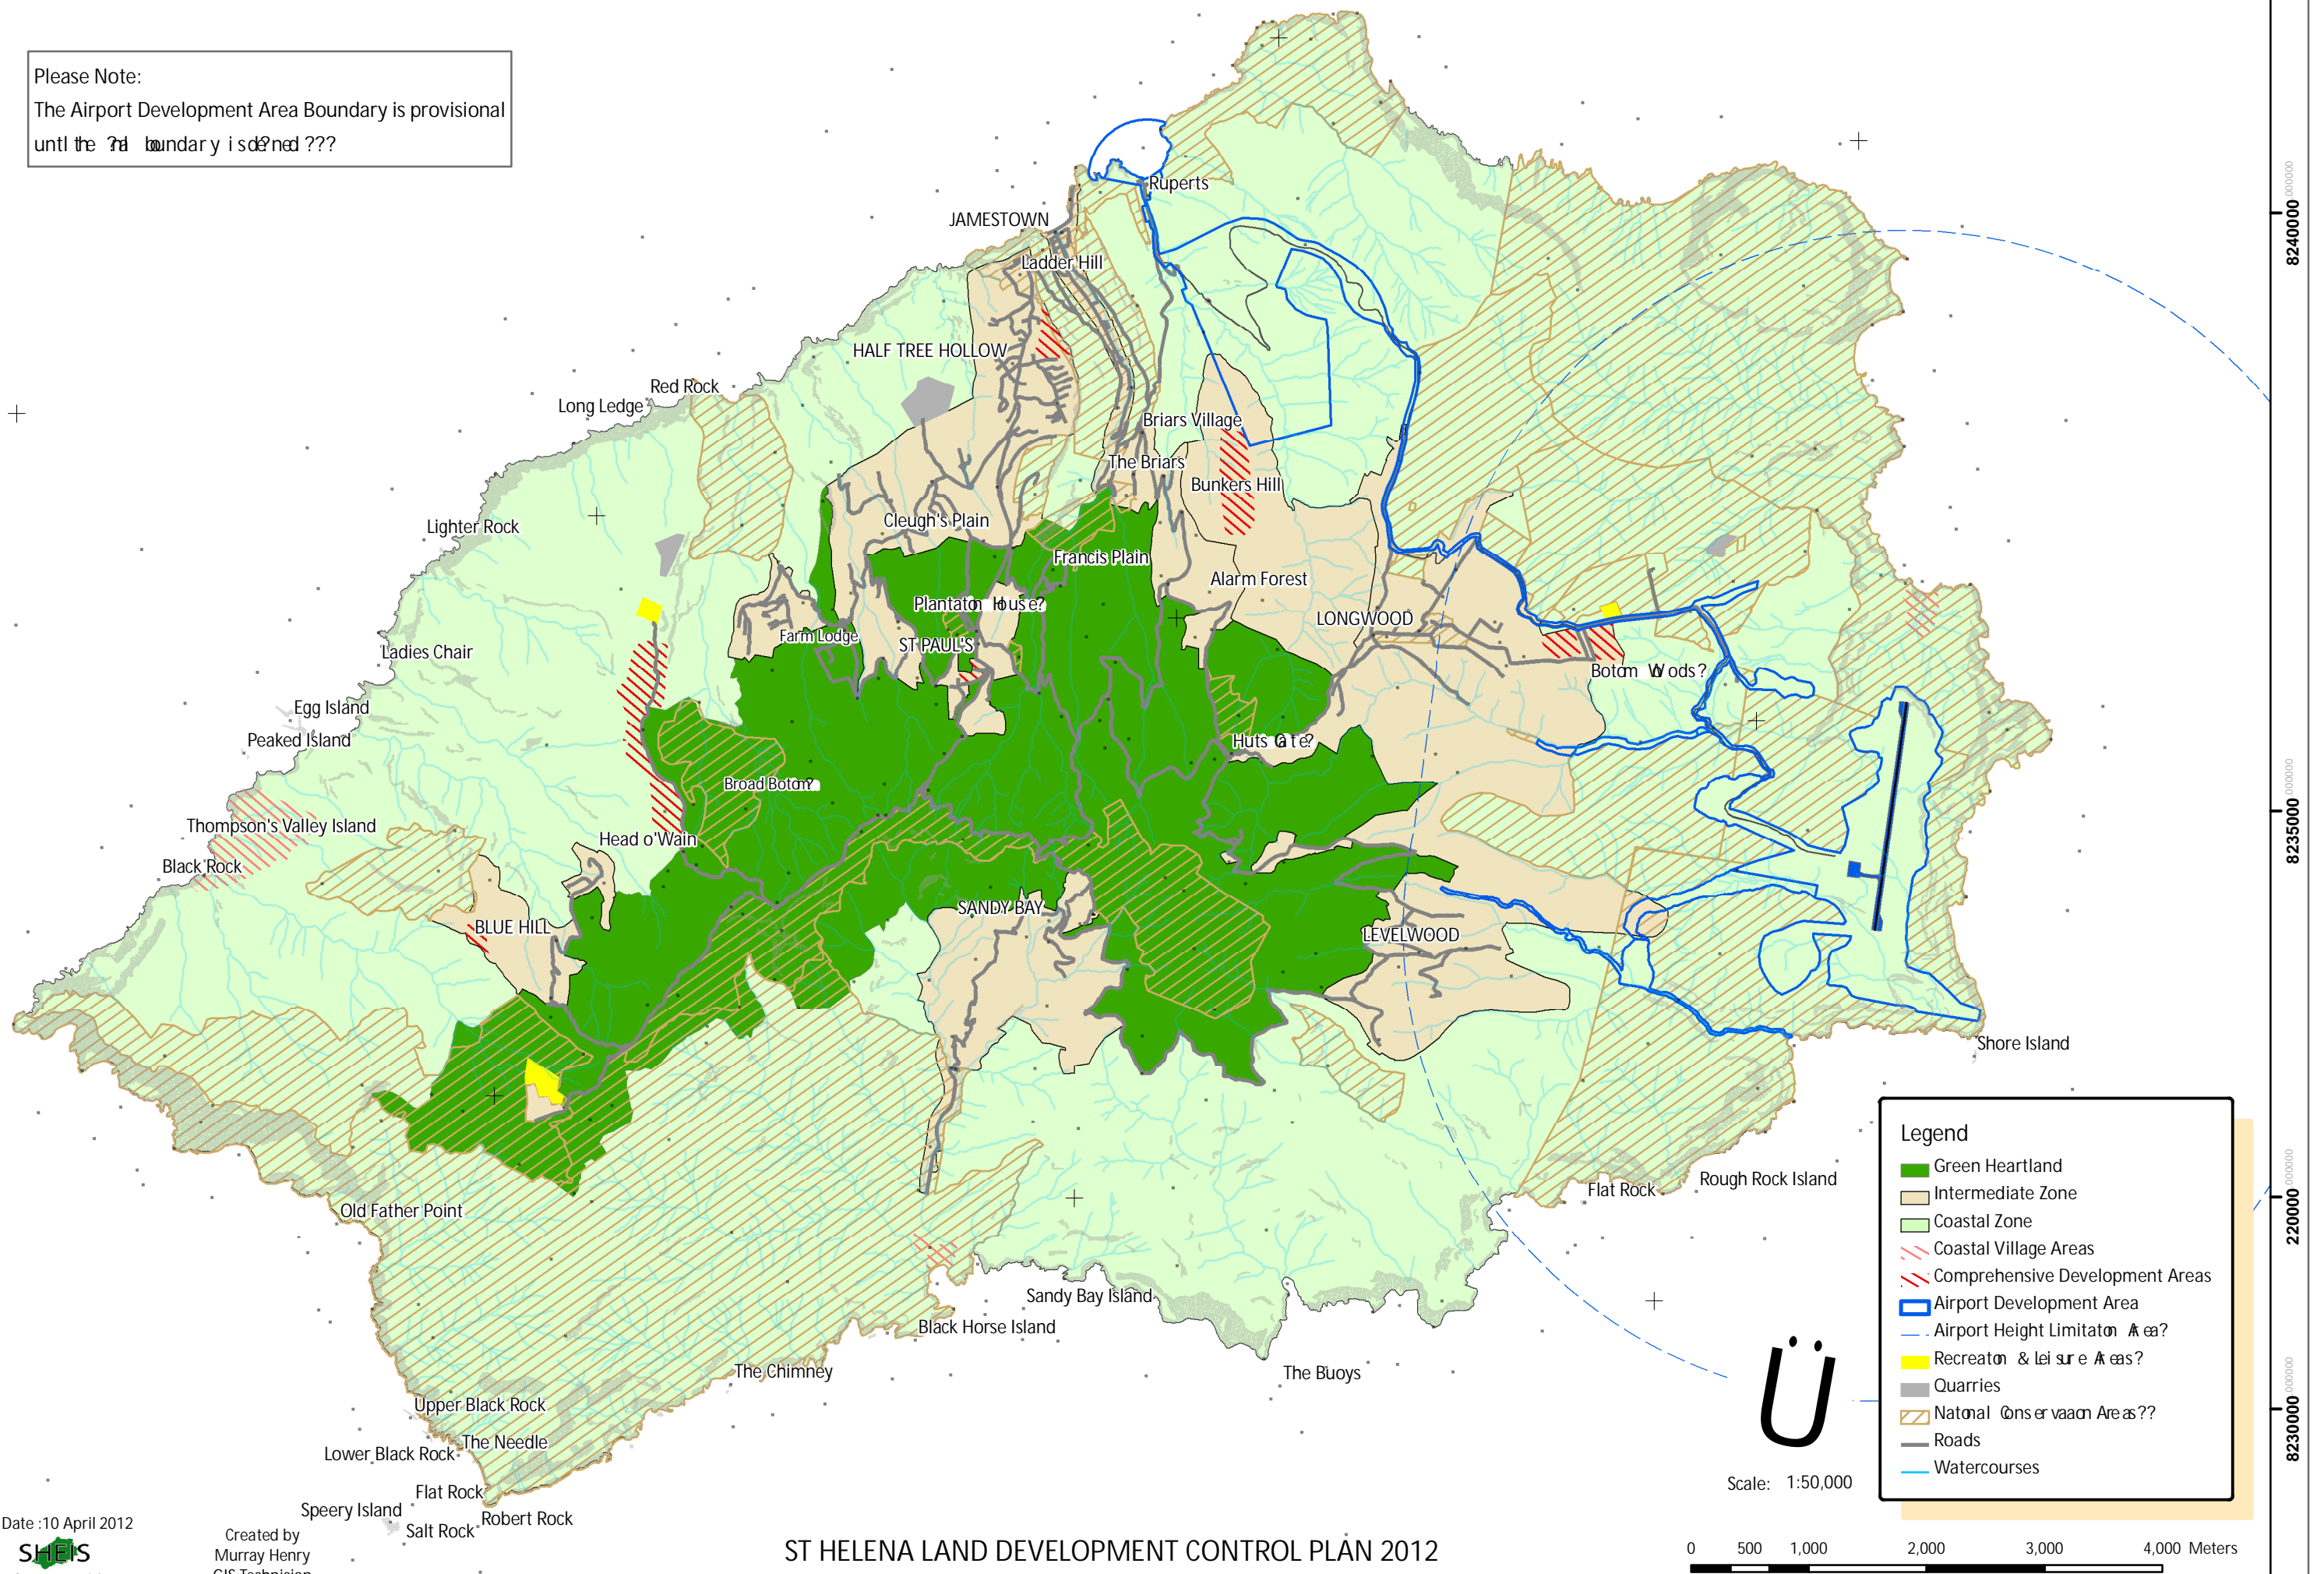 Please Note:
The Airport Development Area Boundary is provisional
JAMESTOWN
Ruperts
Ladder Hill
HALF TREE HOLLOW
Red Rock
Long Ledge
Briars Village
The Briars
Bunkers Hill
Lighter Rock
Cleugh's Plain
Francis Plain
Alarm Forest
LONGWOOD
Farm Lodge
ST PAUL'S
Ladies Chair
Egg Island
Peaked Island
Thompson's Valley Island
Head o'Wain
Black Rock
BLUE HILL
SANDY BAY
LEVELWOOD
Shore Island
Rough Rock Island
Flat Rock
Old Father Point
Sandy Bay Island
Black Horse Island
The Chimney
The Buoys
Upper Black Rock
The Needle
Lower Black Rock
Flat Rock
Speery Island
Salt Rock
Robert Rock
8240000
8235000
220000
8230000
Legend
Green Heartland
Intermediate Zone
Coastal Zone
Coastal Village Areas
Comprehensive Development Areas
Airport Development Area
Quarries
Roads
Watercourses
Scale: 1:50,000
Date :10 April 2012
SHEIS
Created by
Murray Henry
ST HELENA LAND DEVELOPMENT CONTROL PLAN 2012
0 500 1,000 2,000 3,000 4,000 Meters